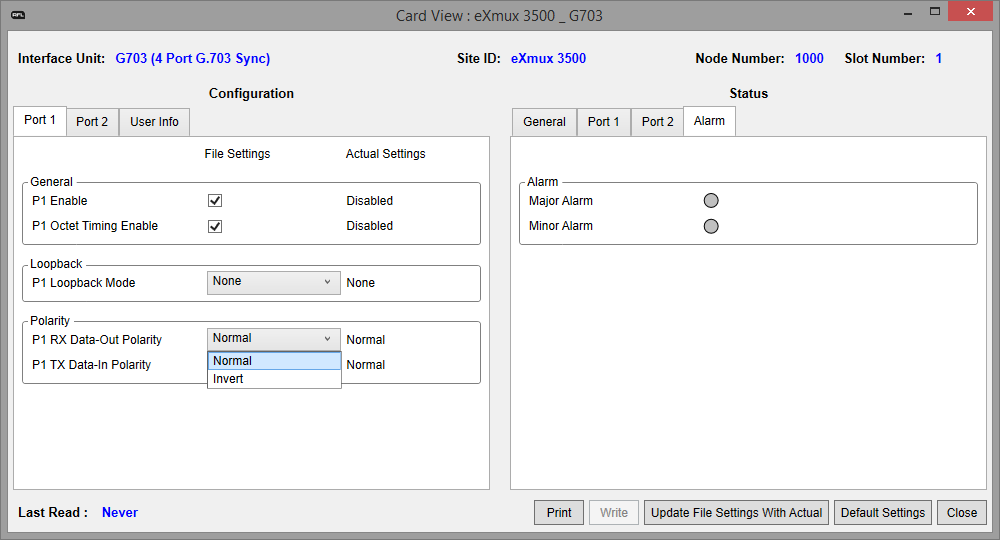 AFL
Card View : eXmux 3500 _ G703
Interface Unit: G703 (4 Port G.703 Sync) Site ID: eXmux 3500 Node Number: 1000 Slot Number: 1
Configuration
Port 1 Port 2 User Info
File Settings Actual Settings
General
P1 Enable Disabled
P1 Octet Timing Enable Disabled
Loopback
P1 Loopback Mode None None
Polarity
P1 RX Data-Out Polarity Normal Normal
Normal
P1 TX Data-In Polarity Normal
Invert
Status
General Port 1 Port 2 Alarm
Alarm
Major Alarm
Minor Alarm
Last Read : Never
Print Write Update File Settings With Actual Default Settings Close